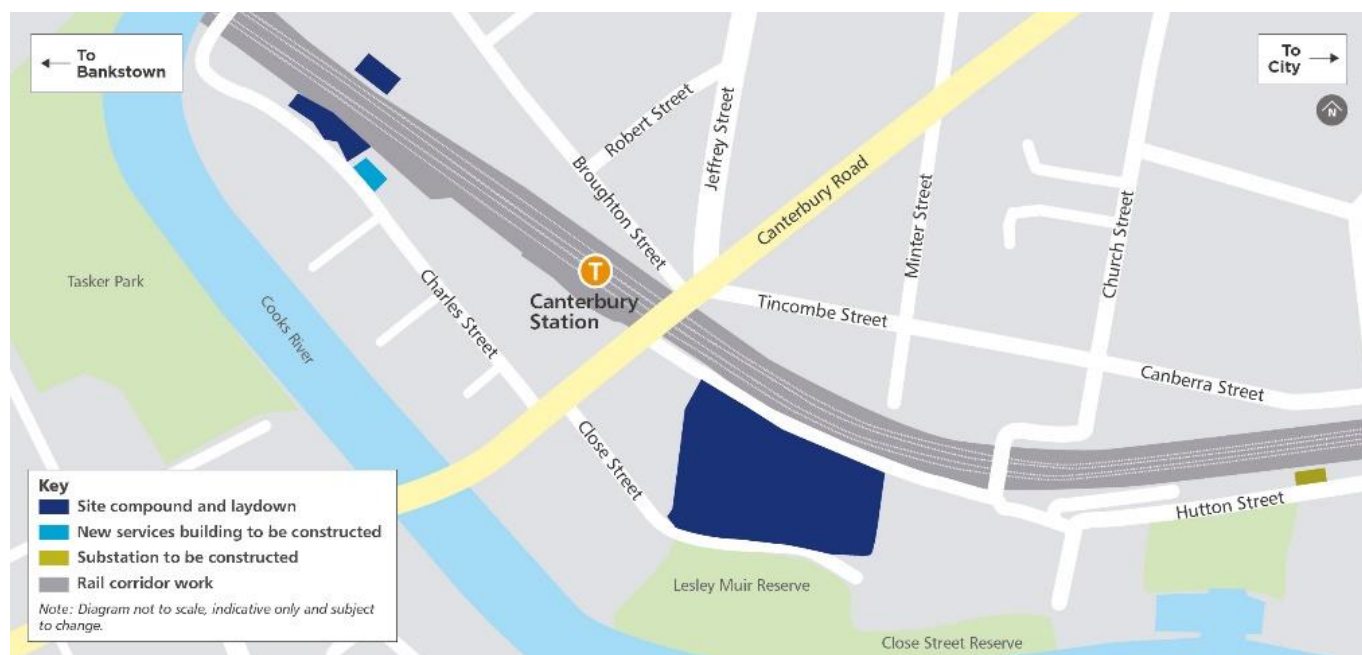 To
Bankstown
To
City
N
Robert Street
Jeffrey Street
Broughton Street
Canterbury Road
Minter Street
Church Street
Tasker Park
Cooks River
Charles Street
T
Canterbury
Station
Tincombe Street
Canberra Street
Close Street
Hutton Street
Lesley Muir Reserve
Close Street Reserve
Key
Site compound and laydown
New services building to be constructed
Substation to be constructed
Rail corridor work
Note: Diagram not to scale, indicative only and subject
to change.